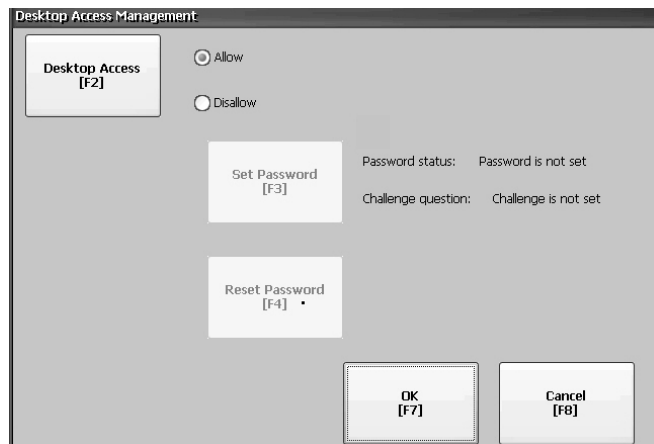 Desktop Access Management
Desktop Access
[F2]
Allow
Disallow
Set Password
[F3]
Password status: Password is not set
Challenge question: Challenge is not set
Reset Password
[F4]
OK
[F7]
Cancel
[F8]